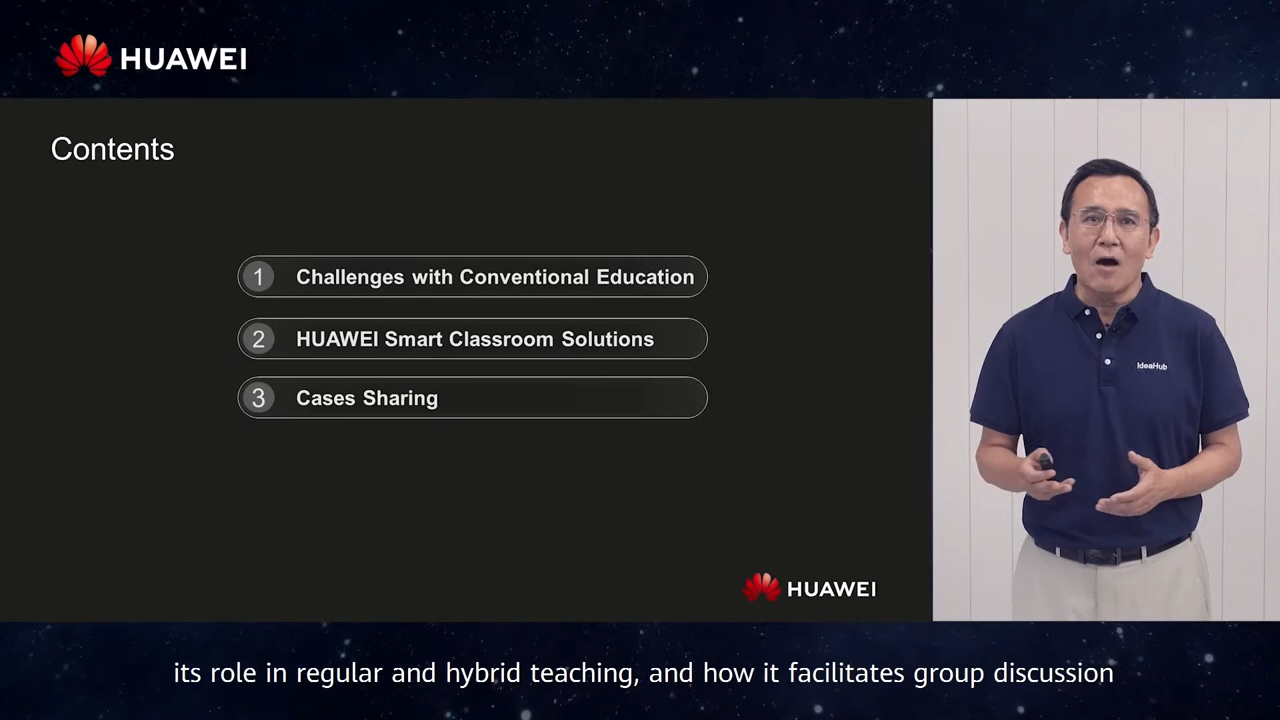 HUAWEI
Contents
1 Challenges with Conventional Education
2 HUAWEI Smart Classroom Solutions
3 Cases Sharing
IdeaHub
HUAWEI
its role in regular and hybrid teaching, and how it facilitates group discussion